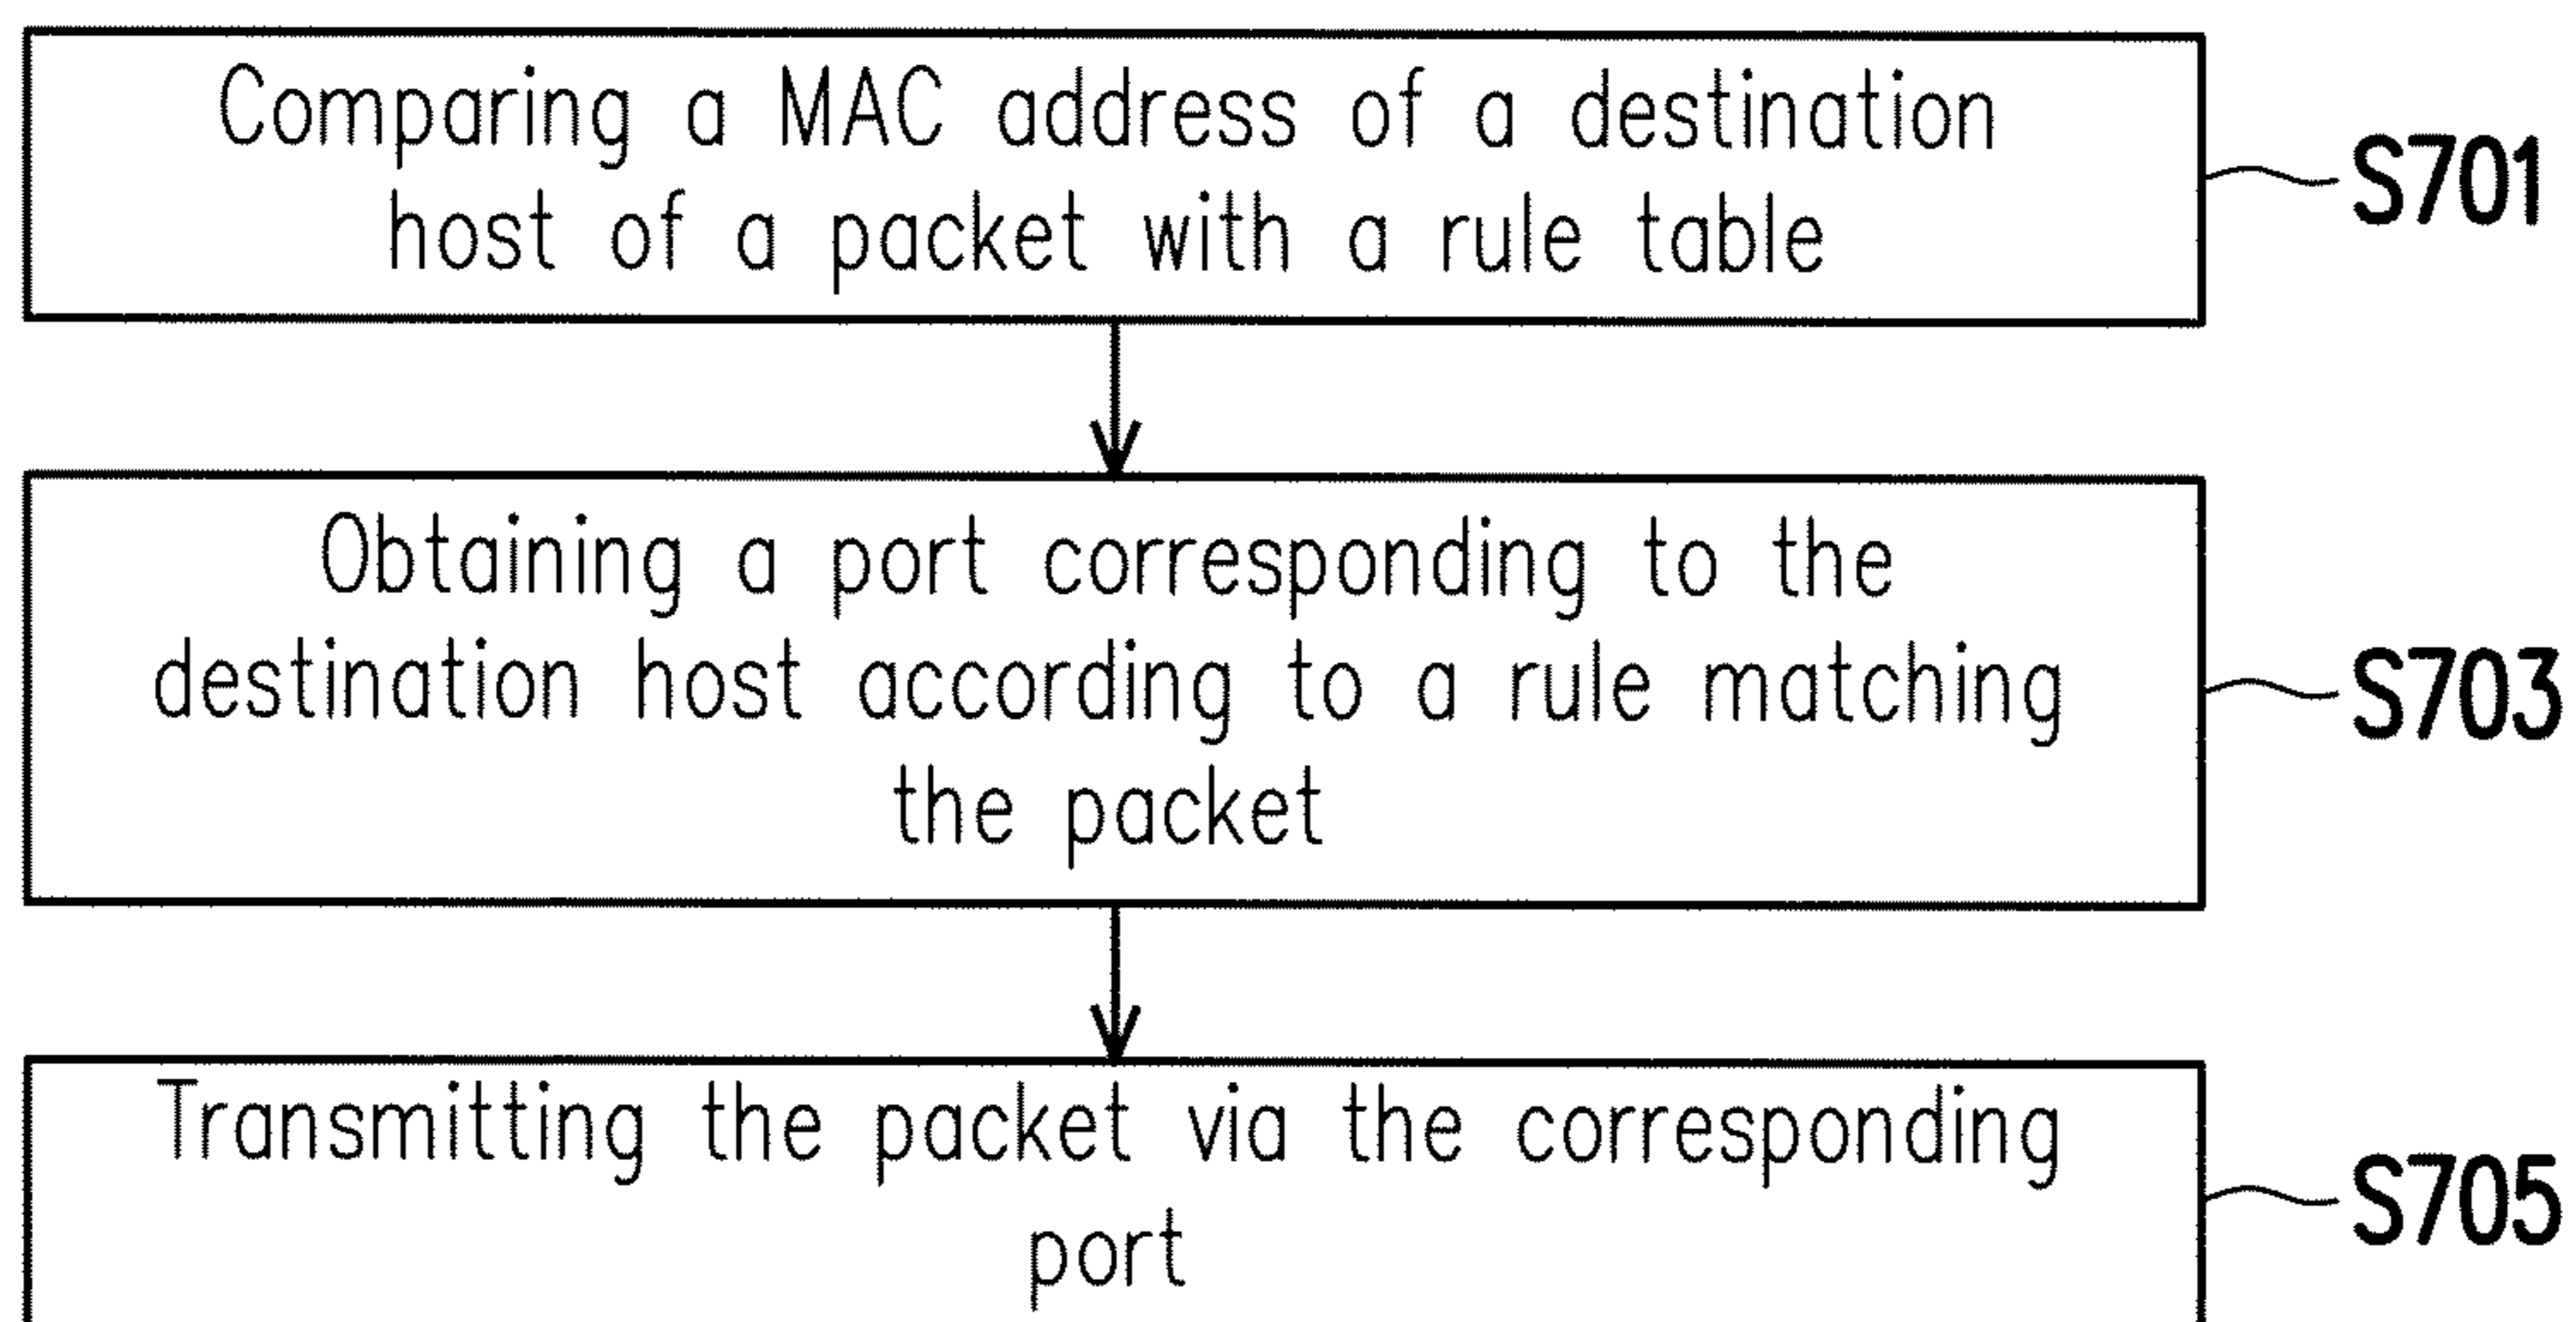 Comparing a MAC address of a destination
host of a packet with a rule table
S701
Obtaining a port corresponding to the
destination host according to a rule matching
the packet
S703
Transmitting the packet via the corresponding
port
S705